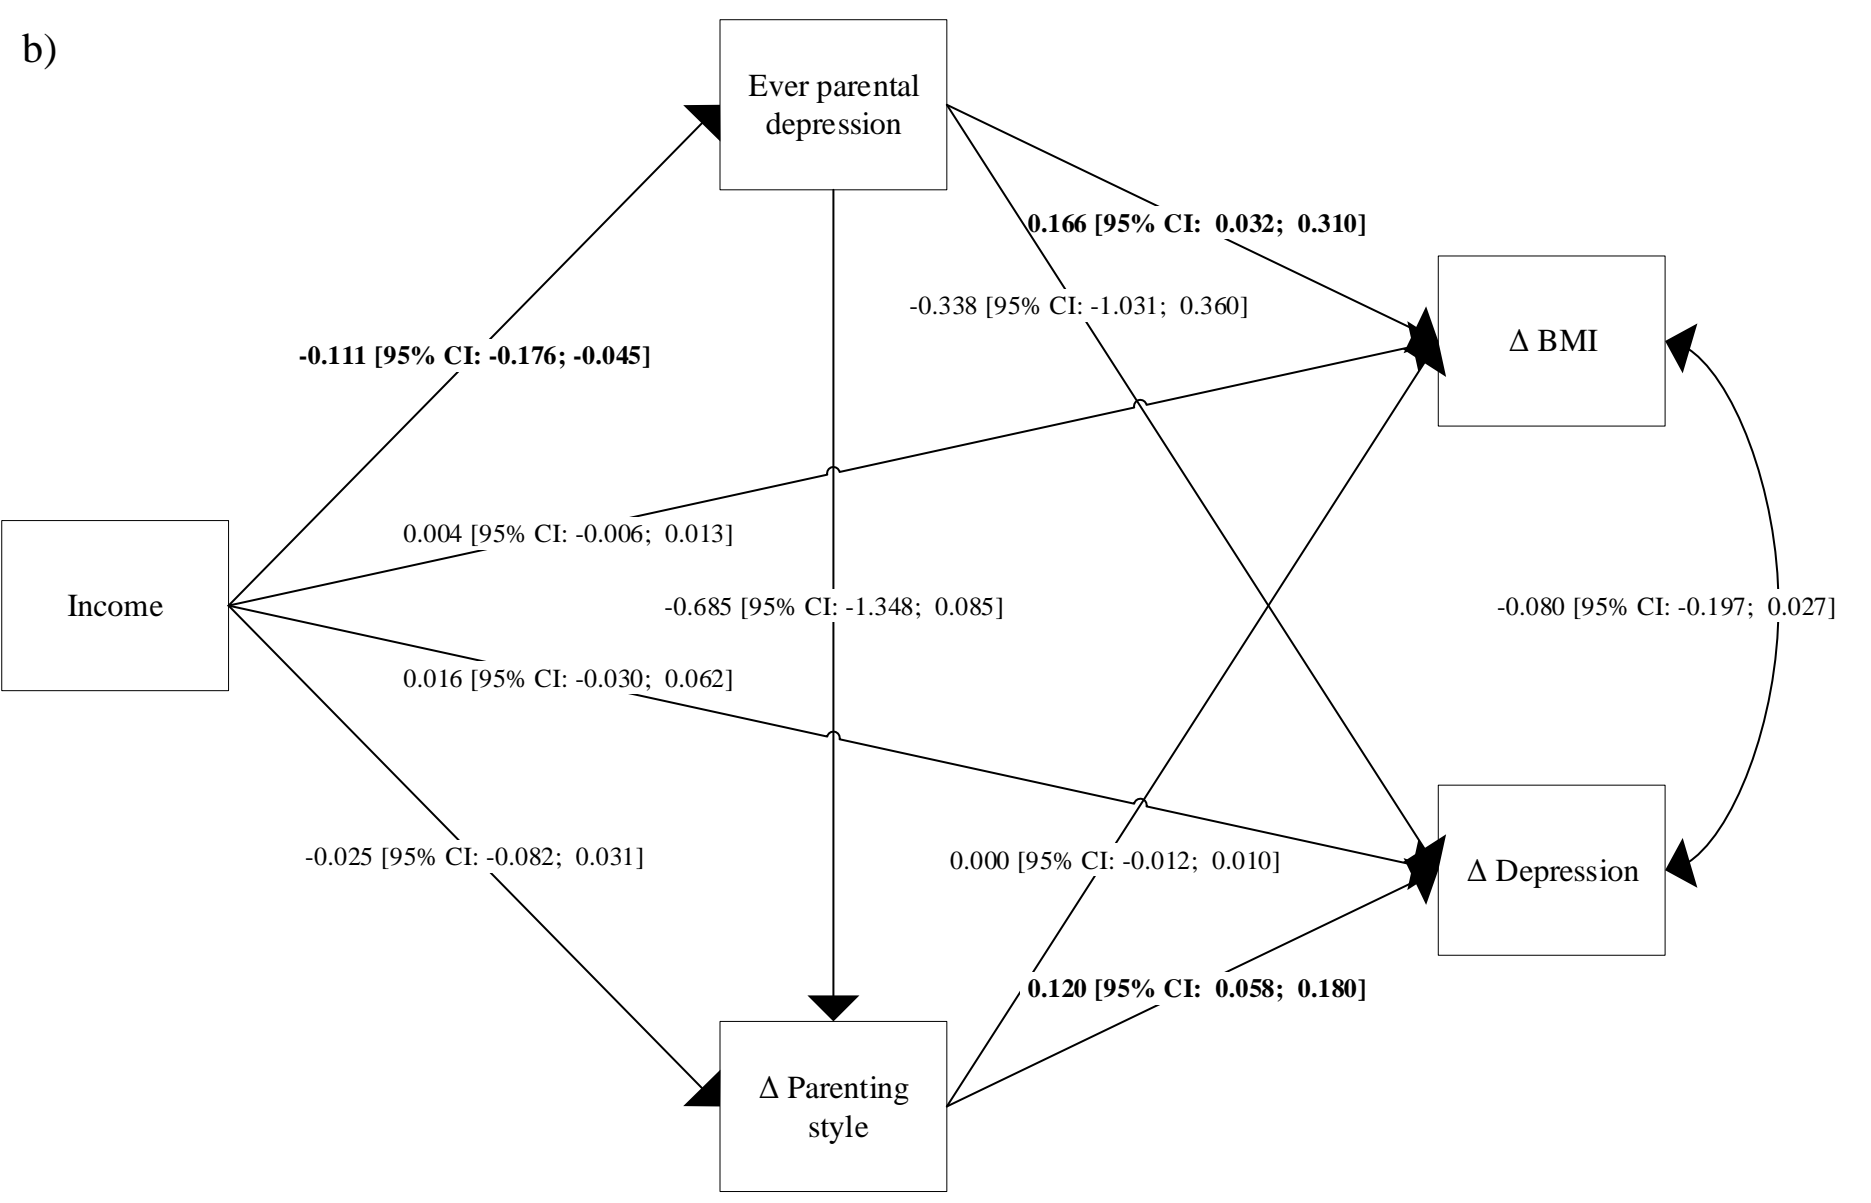 b)
Ever parental
depression
0.166 [95% CI: 0.032; 0.310]
-0.338 [95% CI: -1.031; 0.360]
Δ BMI
-0.111 [95% CI: -0.176; -0.045]
0.004 [95% CI: -0.006; 0.013]
Income
-0.685 [95% CI: -1.348; 0.085]
-0.080 [95% CI: -0.197; 0.027]
0.016 [95% CI: -0.030; 0.062]
-0.025 [95% CI: -0.082; 0.031]
0.000 [95% CI: -0.012; 0.010]
Δ Depression
0.120 [95% CI: 0.058; 0.180]
Δ Parenting
style